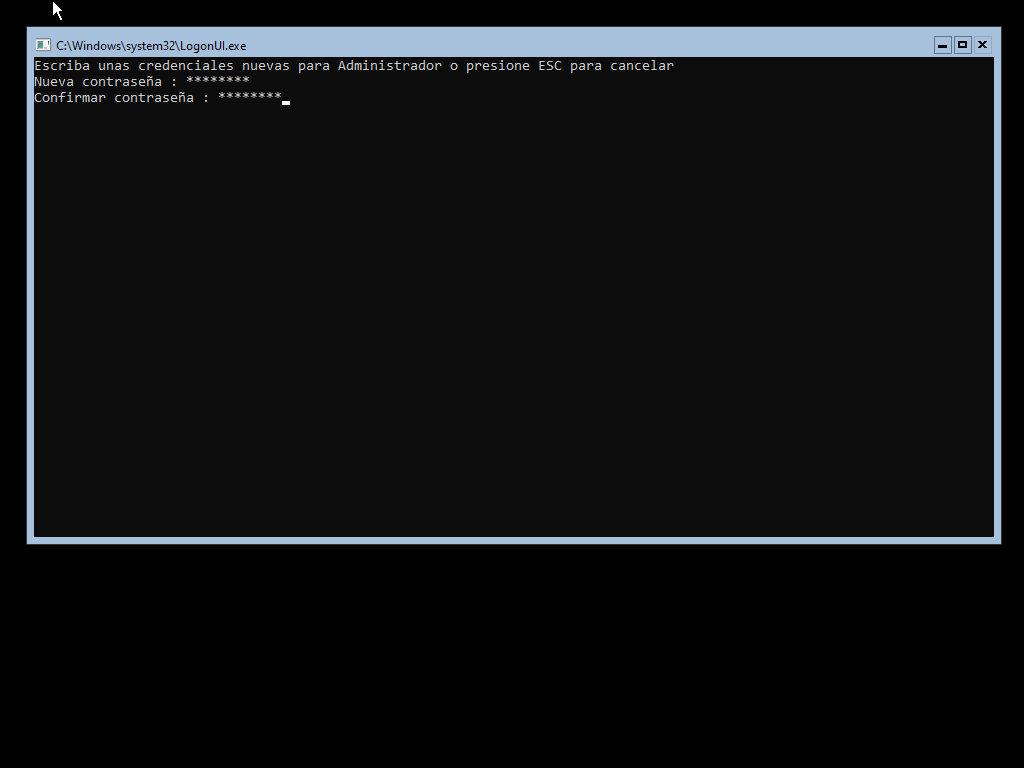 C:\Windows\system32\LogonUI.exe
Escriba unas credenciales nuevas para Administrador o presione ESC para cancelar
Nueva contraseña : ********
Confirmar contraseña : ********